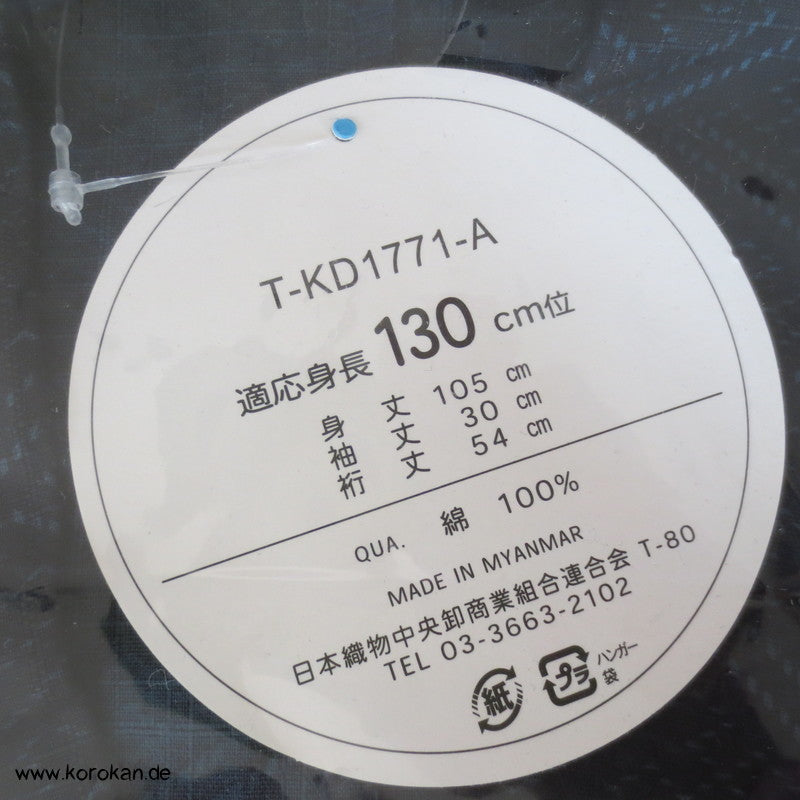 T-KD1771-A
適応身長 130 cm位
身 丈 105 cm
袖 丈 30 cm
裄 丈 54 cm
QUA. 綿 100%
MADE IN MYANMAR
日本織物中央卸商業組合連合会 T-80
TEL 03-3663-2102
紙
プラ
ハンガー
袋
www.korokan.de